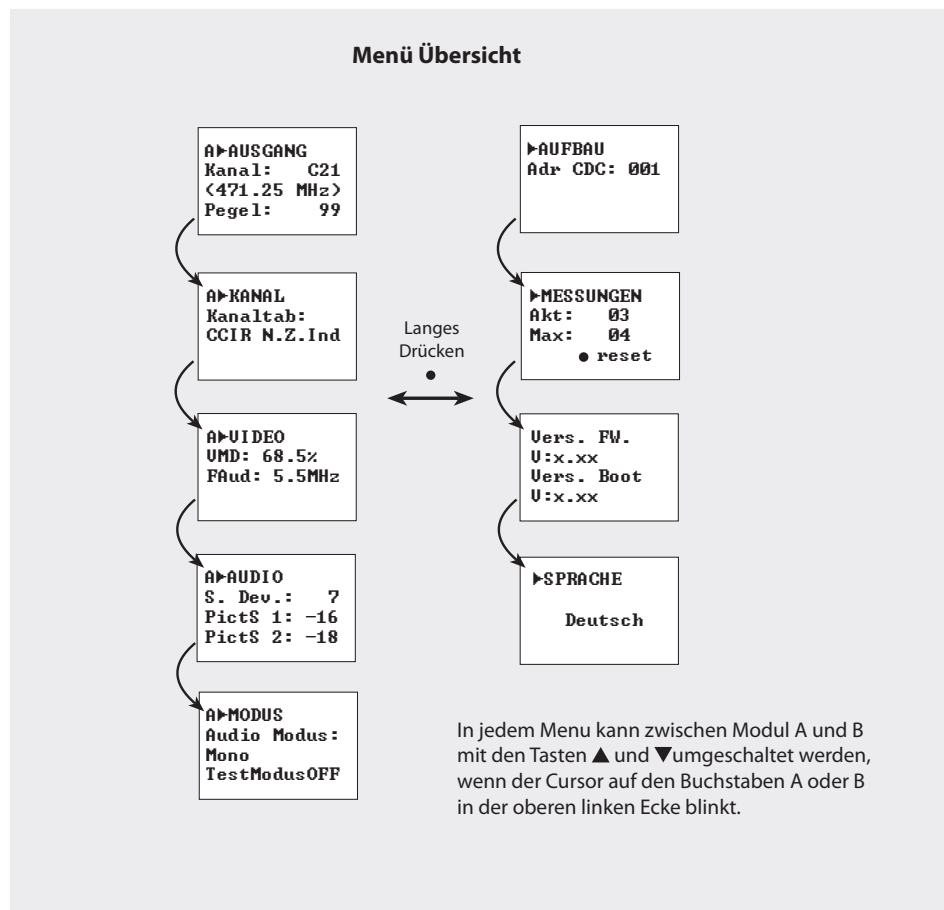 Menü Übersicht
A▶AUSGANG
Kanal: C21
(471.25 MHz)
Pegel: 99
A▶KANAL
Kanaltab:
CCIR N.Z.Ind
A▶VIDEO
VMD: 68.5%
FAud: 5.5MHz
A▶AUDIO
S. Dev.: 7
PictS 1: -16
PictS 2: -18
A▶MODUS
Audio Modus:
Mono
TestModusOFF
Langes
Drücken
●
▶AUFBAU
Adr CDC: 001
▶MESSUNGEN
Akt: 03
Max: 04
● reset
Vers. FW.
V:x.xx
Vers. Boot
V:x.xx
▶SPRACHE
Deutsch
In jedem Menu kann zwischen Modul A und B
mit den Tasten ▲ und ▼umgeschaltet werden,
wenn der Cursor auf den Buchstaben A oder B
in der oberen linken Ecke blinkt.